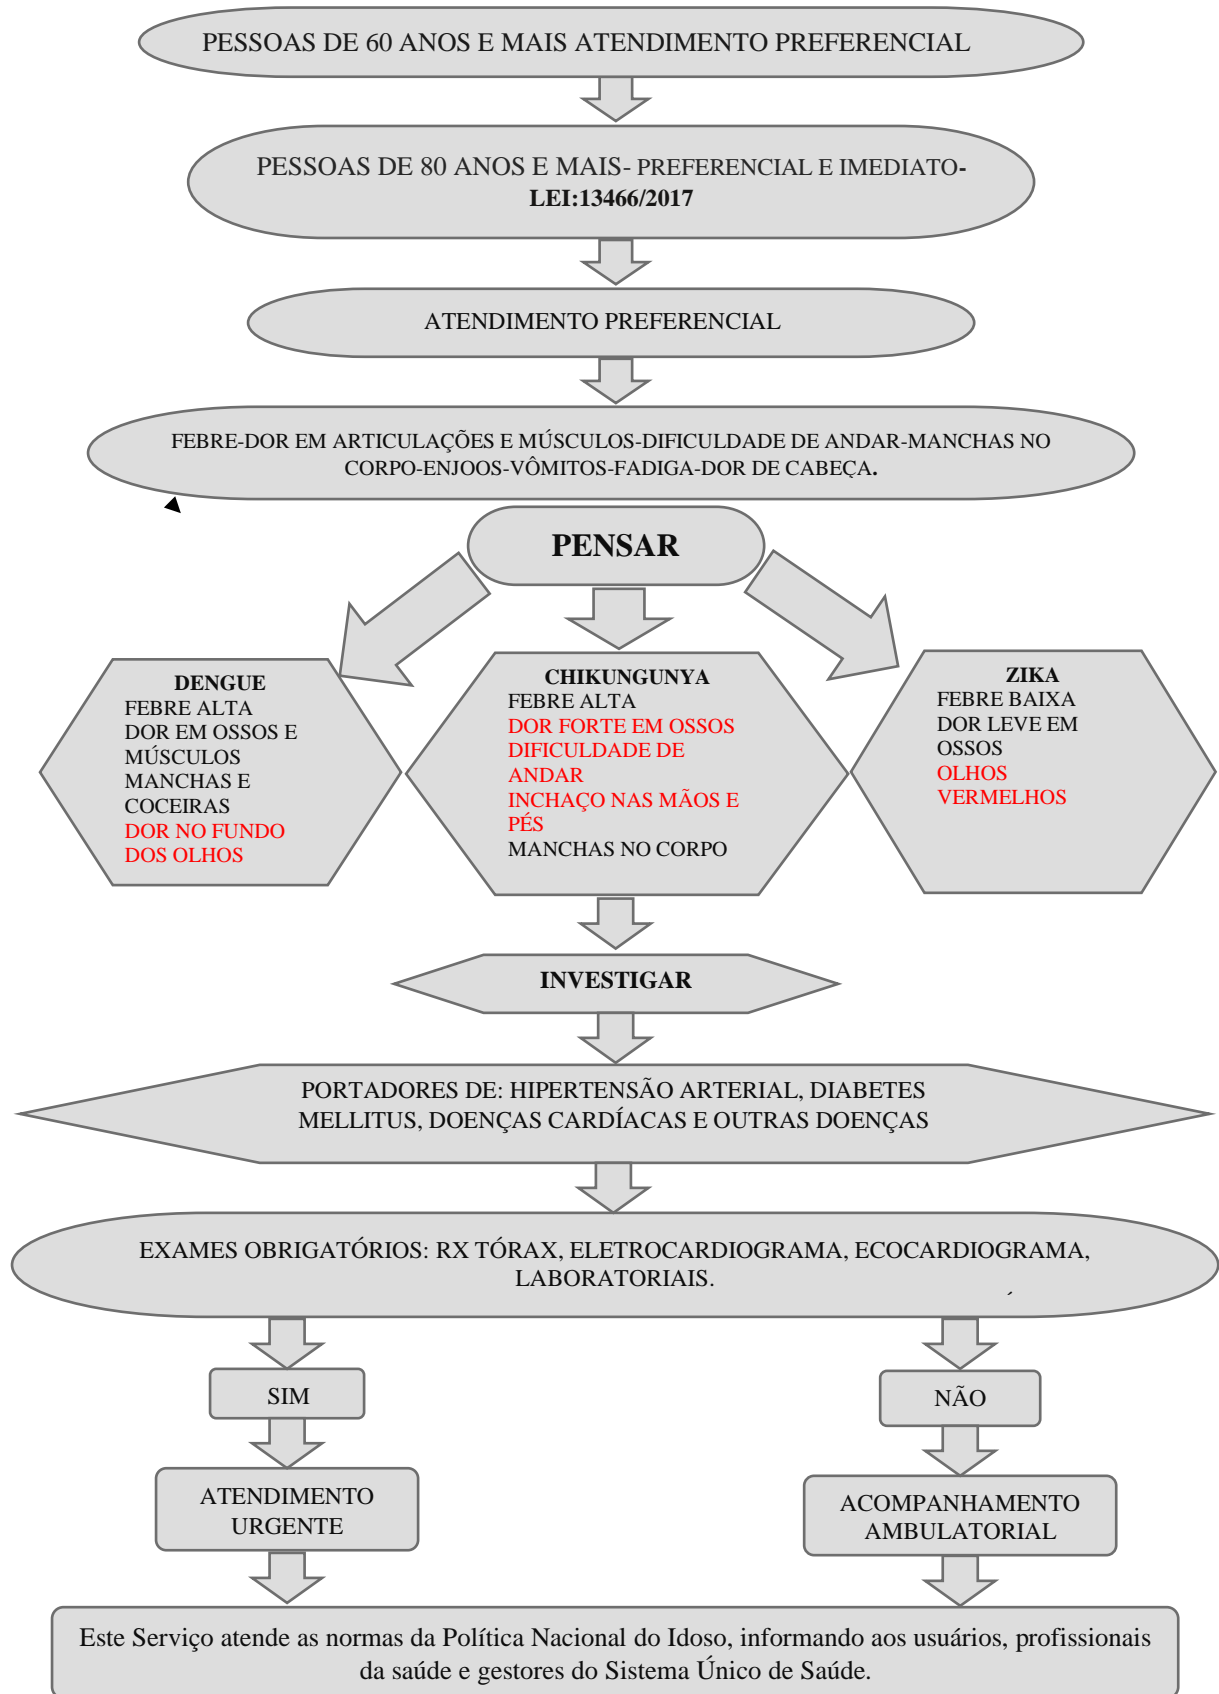 PESSOAS DE 60 ANOS E MAIS ATENDIMENTO PREFERENCIAL
PESSOAS DE 80 ANOS E MAIS- PREFERENCIAL E IMEDIATO-
LEI:13466/2017
ATENDIMENTO PREFERENCIAL
FEBRE-DOR EM ARTICULAÇÕES E MÚSCULOS-DIFICULDADE DE ANDAR-MANCHAS NO
CORPO-ENJOOS-VÔMITOS-FADIGA-DOR DE CABEÇA.
PENSAR
DENGUE
FEBRE ALTA
DOR EM OSSOS E
MÚSCULOS
MANCHAS E
COCEIRAS
DOR NO FUNDO
DOS OLHOS
CHIKUNGUNYA
FEBRE ALTA
DOR FORTE EM OSSOS
DIFICULDADE DE
ANDAR
INCHAÇO NAS MÃOS E
PÉS
MANCHAS NO CORPO
ZIKA
FEBRE BAIXA
DOR LEVE EM
OSSOS
OLHOS
VERMELHOS
INVESTIGAR
PORTADORES DE: HIPERTENSÃO ARTERIAL, DIABETES
MELLITUS, DOENÇAS CARDÍACAS E OUTRAS DOENÇAS
EXAMES OBRIGATÓRIOS: RX TÓRAX, ELETROCARDIOGRAMA, ECOCARDIOGRAMA,
LABORATORIAIS.
SIM
NÃO
ATENDIMENTO
URGENTE
ACOMPANHAMENTO
AMBULATORIAL
Este Serviço atende as normas da Política Nacional do Idoso, informando aos usuários, profissionais
da saúde e gestores do Sistema Único de Saúde.